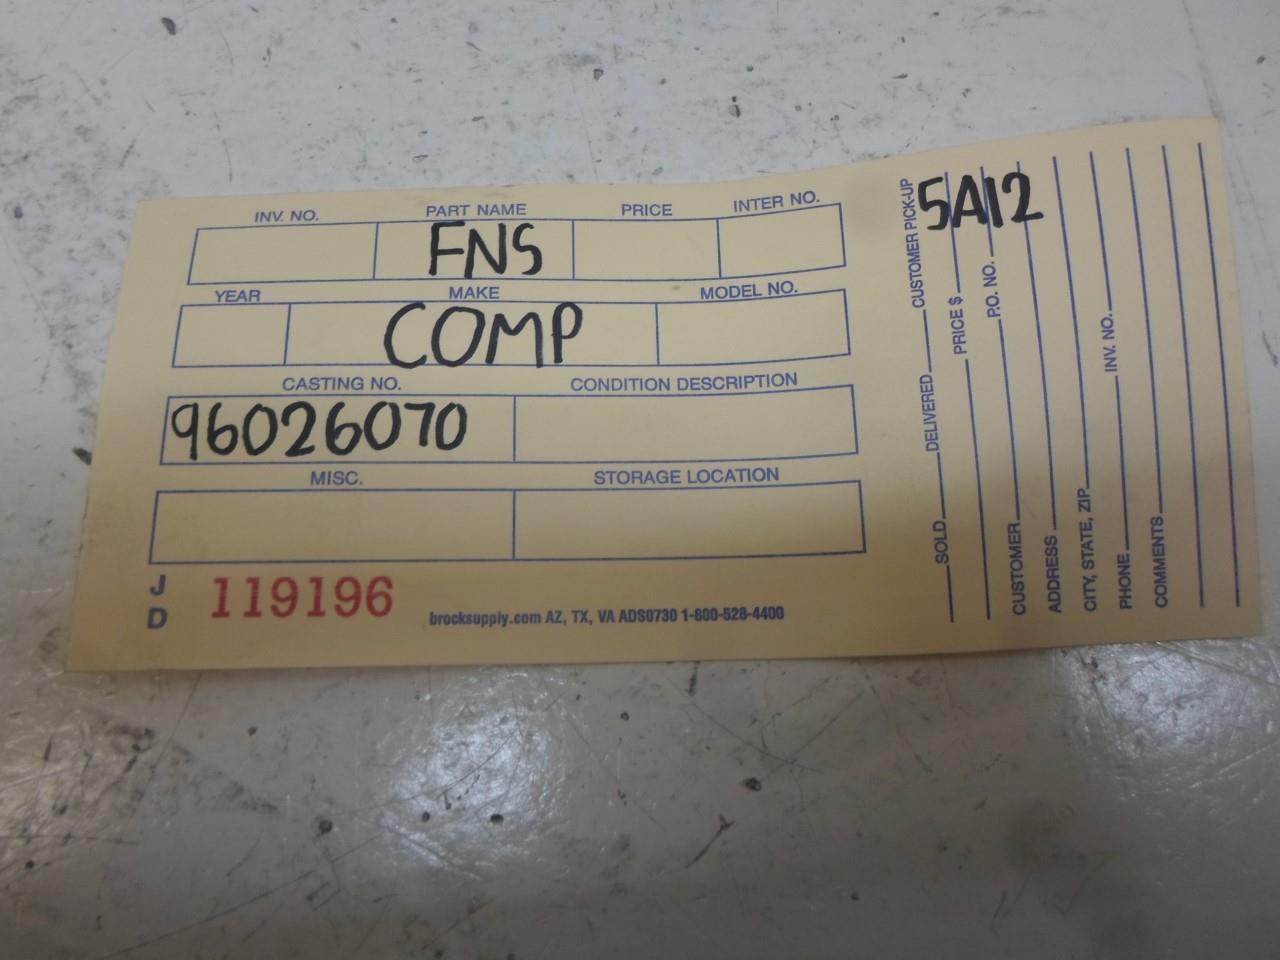 INV. NO. PART NAME PRICE INTER NO.
FNS
YEAR MAKE MODEL NO.
COMP
CASTING NO. CONDITION DESCRIPTION
96026070
MISC. STORAGE LOCATION
J
D
119196
brocksupply.com AZ, TX, VA ADS0730 1-800-528-4400
5A12
SOLD DELIVERED CUSTOMER PICK-UP
PRICE $
P.O. NO.
CUSTOMER
ADDRESS
CITY, STATE, ZIP
PHONE INV. NO.
COMMENTS